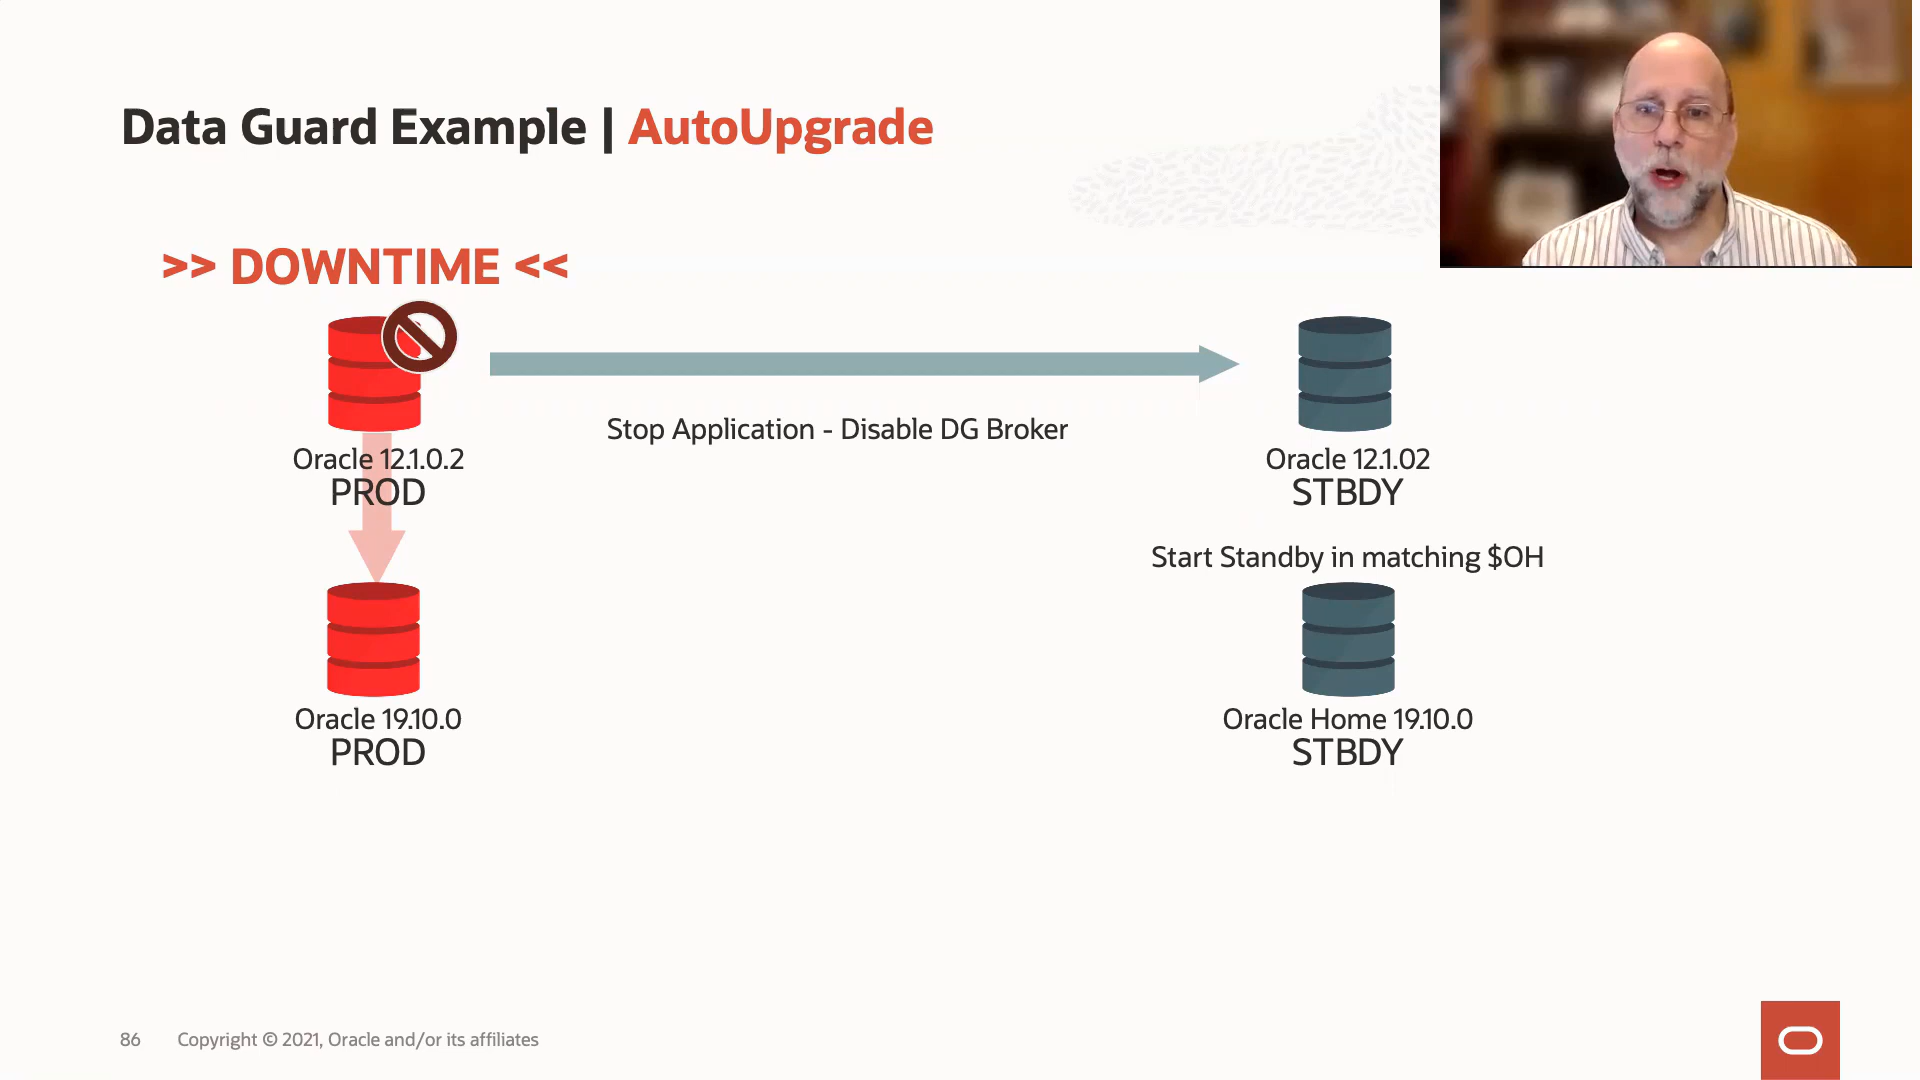 Data Guard Example | AutoUpgrade
>> DOWNTIME <<
Stop Application - Disable DG Broker
Oracle 12.1.0.2
PROD
Oracle 12.1.02
STBDY
Start Standby in matching $OH
Oracle 19.10.0
PROD
Oracle Home 19.10.0
STBDY
86 Copyright © 2021, Oracle and/or its affiliates